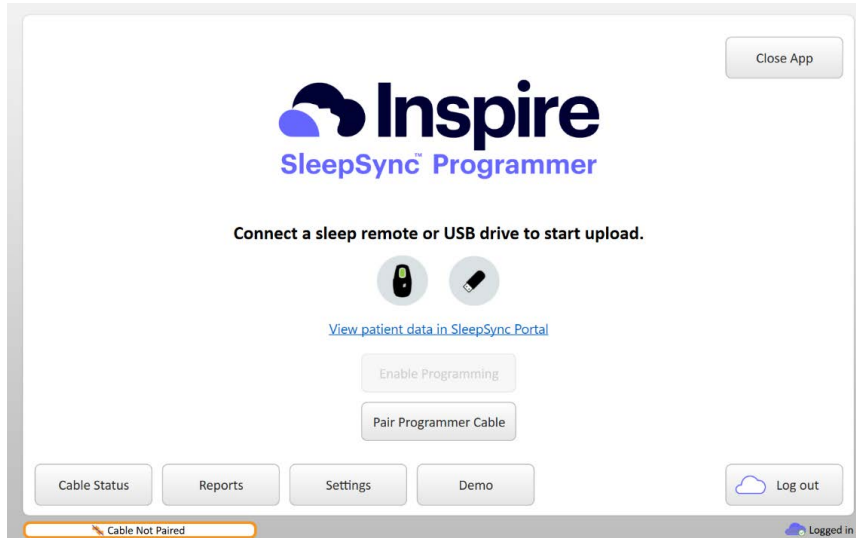 Close App
Inspire
SleepSync™ Programmer
Connect a sleep remote or USB drive to start upload.
View patient data in SleepSync Portal
Enable Programming
Pair Programmer Cable
Cable Status
Reports
Settings
Demo
Log out
Cable Not Paired
Logged in